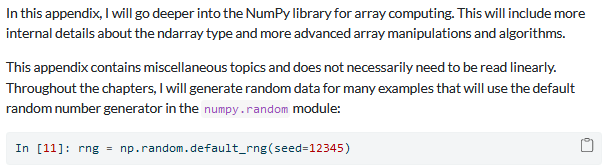 In this appendix, I will go deeper into the NumPy library for array computing. This will include more
internal details about the ndarray type and more advanced array manipulations and algorithms.
This appendix contains miscellaneous topics and does not necessarily need to be read linearly.
Throughout the chapters, I will generate random data for many examples that will use the default
random number generator in the numpy.random module:
In [11]: rng = np.random.default_rng(seed=12345)